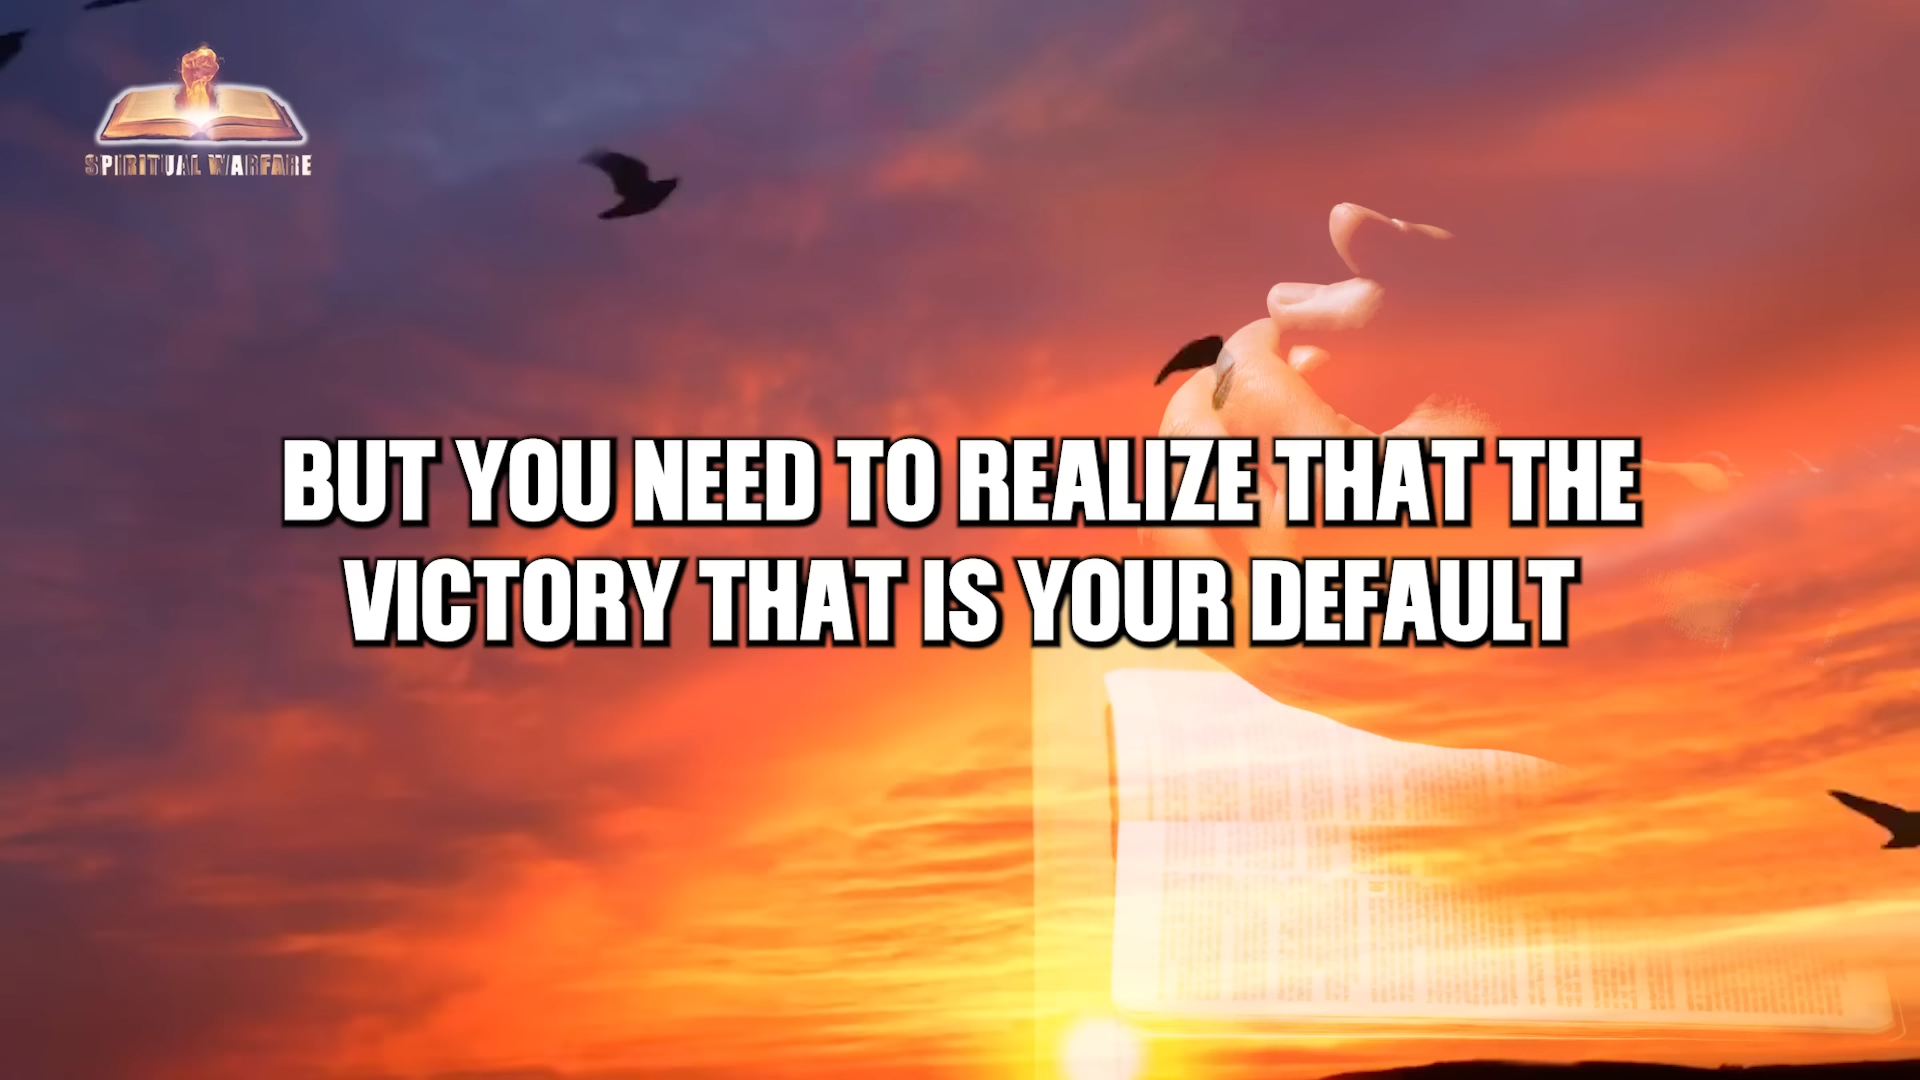 SPIRITUAL WARFARE
BUT YOU NEED TO REALIZE THAT THE
VICTORY THAT IS YOUR DEFAULT